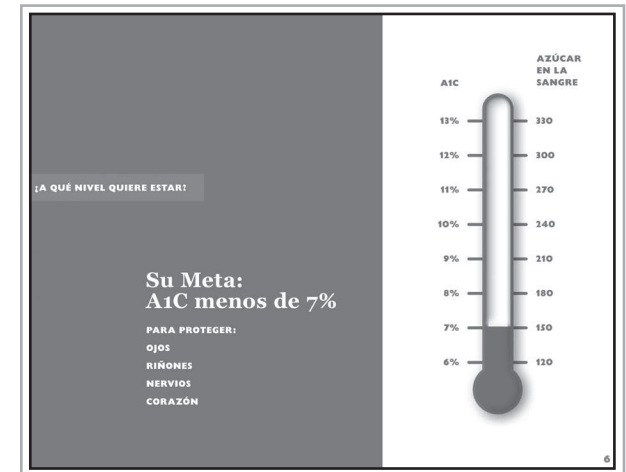 ¿A QUÉ NIVEL QUIERE ESTAR?
Su Meta:
A1C menos de 7%
PARA PROTEGER:
OJOS
RIÑONES
NERVIOS
CORAZÓN
A1C
AZÚCAR
EN LA
SANGRE
13% 330
12% 300
11% 270
10% 240
9% 210
8% 180
7% 150
6% 120
6